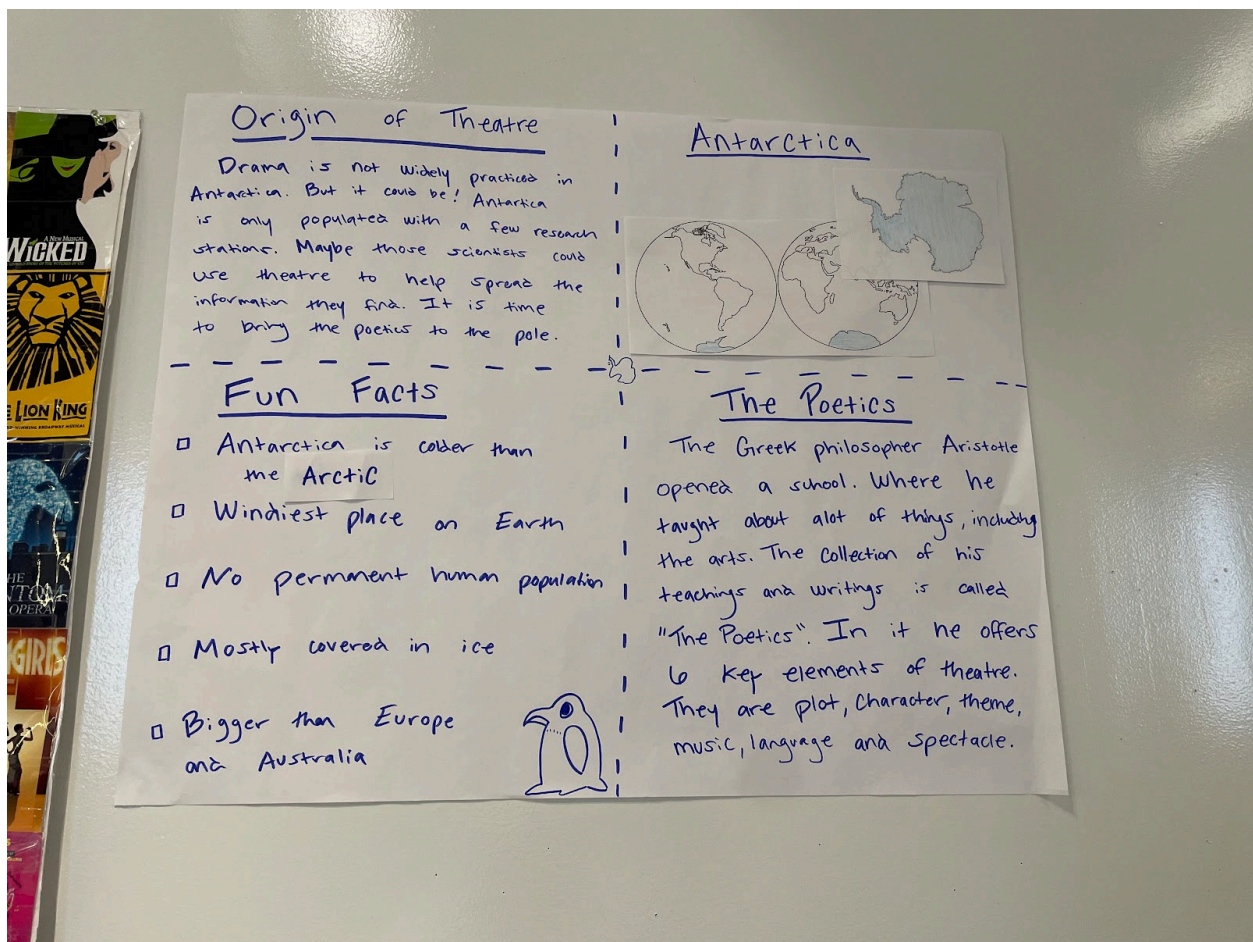 Origin of Theatre
Drama is not widely practiced in
Antarctica. But it could be! Antartica
is only populated with a few research
stations. Maybe those scientists could
use theatre to help spread the
information they find. It is time
to bring the poetics to the pole.
Antarctica
Fun Facts
Antarctica is colder than
the ArctiC
Windiest place on Earth
No permanent human population
Mostly covered in ice
Bigger than Europe
and Australia
The Poetics
The Greek philosopher Aristotle
opened a school. Where he
taught about alot of things, including
the arts. The collection of his
teachings and writings is called
"The Poetics". In it he offers
6 key elements of theatre.
They are plot, Character, theme,
music, language and spectacle.
A NEW MUSICAL
WICKED
LION KING
OPERA
GIRLS